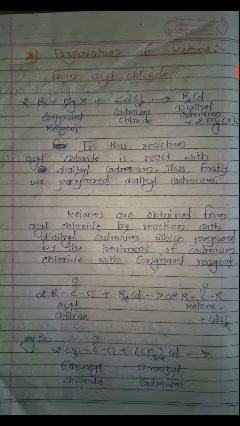 2) Preparation of Ketone :-
from acyl chloride
2 R - Mg X + CdCl2 → R2Cd
Grignard Cadmium Dialkyl
Reagent chloride cadmium
In this reaction
acyl chloride is react with
dialkyl cadmium. Thus, firstly
we prepared dialkyl cadmium.
Ketones are obtained from
acyl chloride by reaction with
dialkyl cadmium which prepared
by the treatment of cadmium
chloride with Grignard reagent.
O O
2R - C - Cl + R2Cd → 2 R - C - R
Acyl Ketone
chloride + CdCl2
eg :- O
2 CH3 - C - Cl + (CH3)2 Cd →
Ethanoyl Dimethyl
chloride cadmium